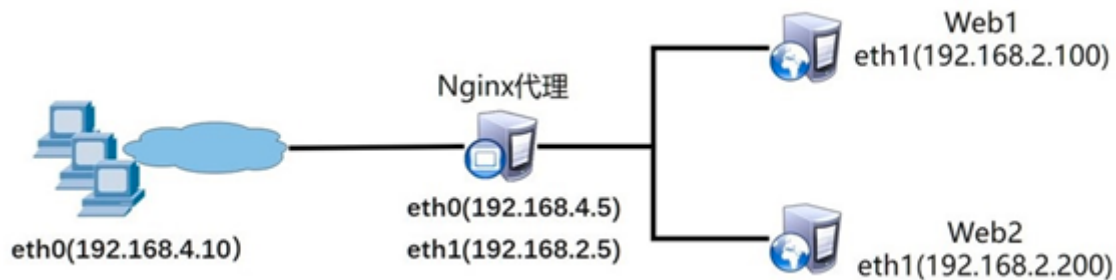 Web1
eth1(192.168.2.100)
Nginx代理
eth0(192.168.4.5)
eth1(192.168.2.5)
eth0(192.168.4.10)
Web2
eth1(192.168.2.200)